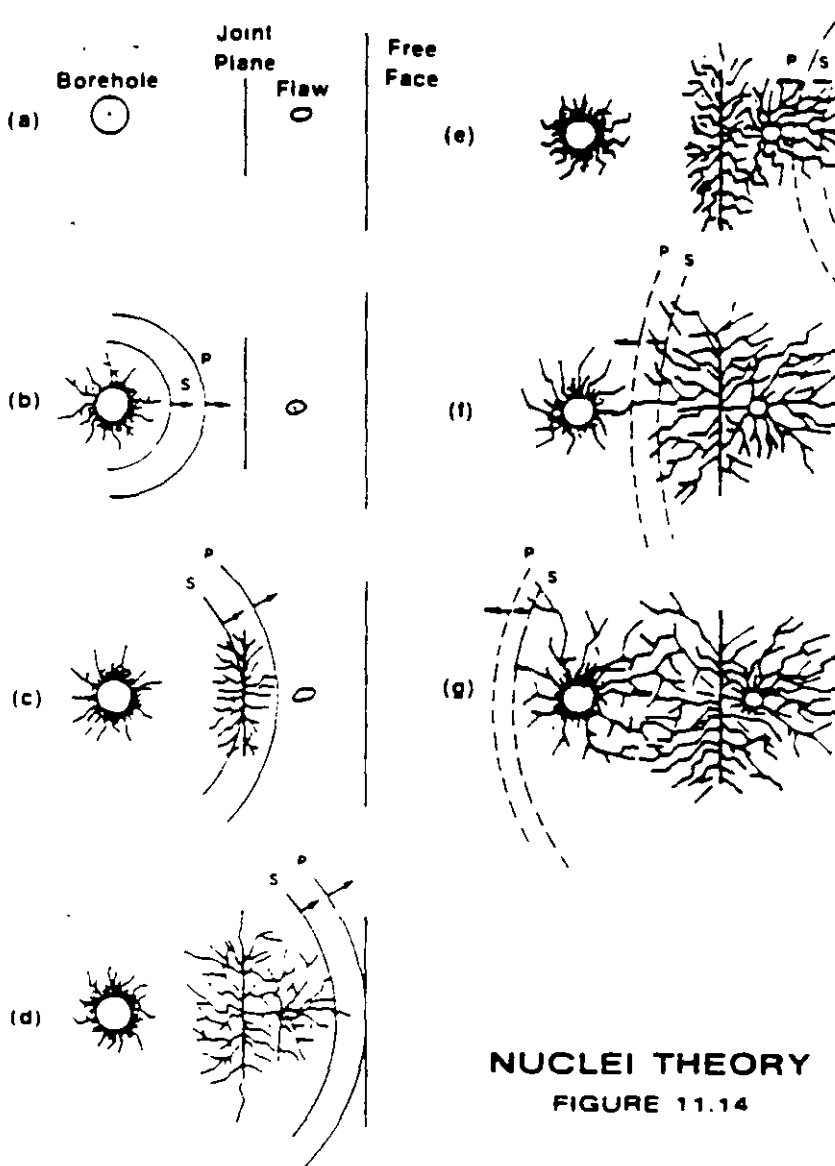 Joint
Plane
Free
Face
Borehole
Flaw
(a)
P S
(e)
P
S
(b)
P
S
(f)
P
S
(c)
P
S
(g)
P
S
(d)
NUCLEI THEORY
FIGURE 11.14